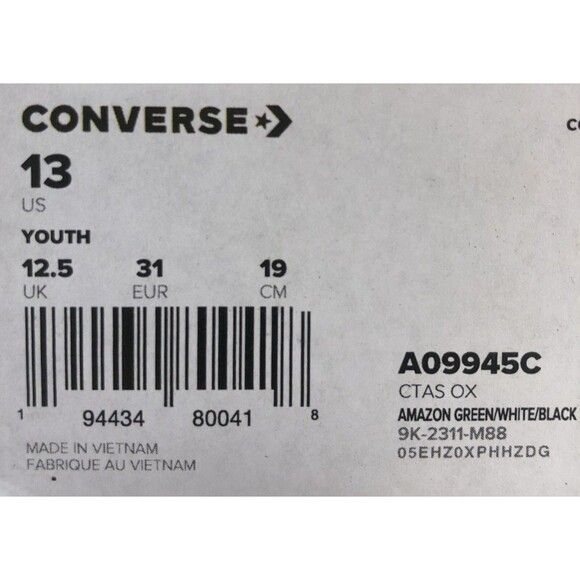 CONVERSE
13
US
YOUTH
12.5 31 19
UK EUR CM
1 94434 80041 8
MADE IN VIETNAM
FABRIQUE AU VIETNAM
A09945C
CTAS OX
AMAZON GREEN/WHITE/BLACK
9K-2311-M88
05EHZ0XPHHZDG